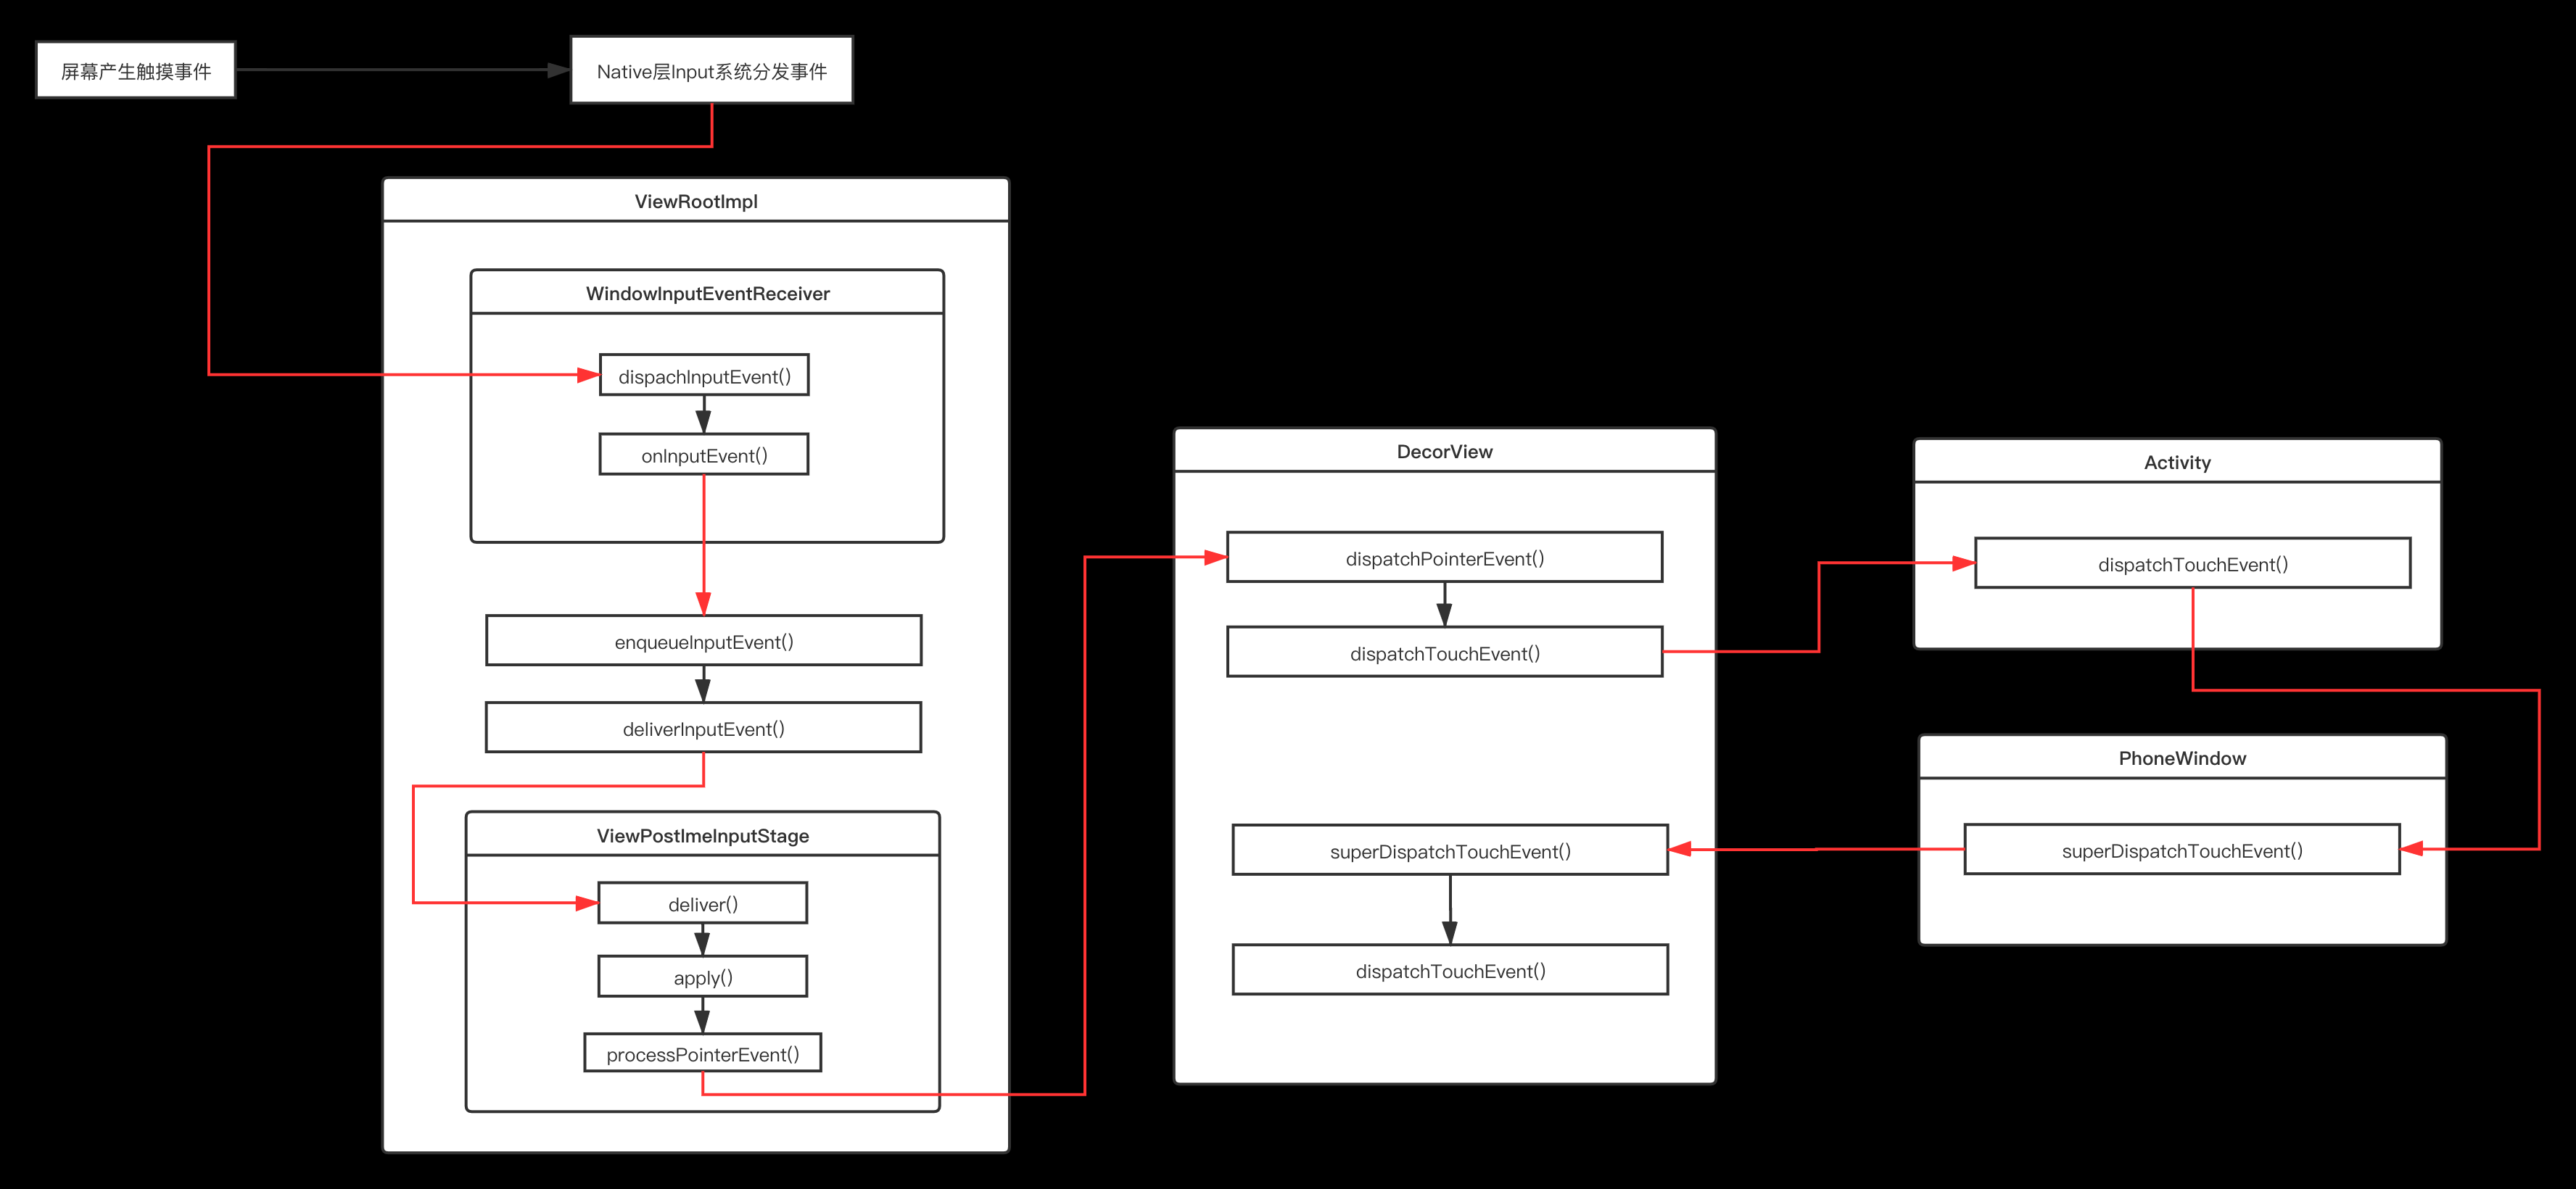 屏幕产生触摸事件
Native层Input系统分发事件
ViewRootImpl
WindowInputEventReceiver
dispachInputEvent()
onInputEvent()
enqueueInputEvent()
deliverInputEvent()
ViewPostImeInputStage
deliver()
apply()
processPointerEvent()
DecorView
dispatchPointerEvent()
dispatchTouchEvent()
superDispatchTouchEvent()
dispatchTouchEvent()
Activity
dispatchTouchEvent()
PhoneWindow
superDispatchTouchEvent()